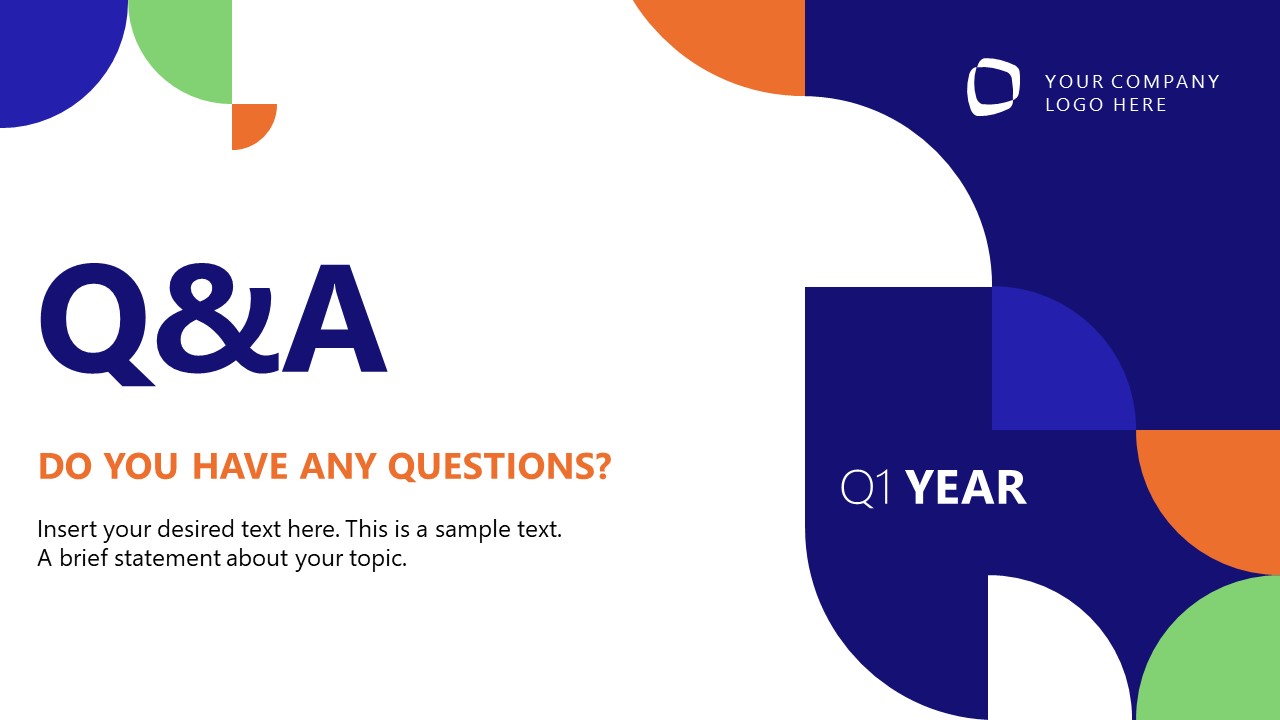 YOUR COMPANY
LOGO HERE
Q&A
DO YOU HAVE ANY QUESTIONS?
Insert your desired text here. This is a sample text.
A brief statement about your topic.
Q1 YEAR